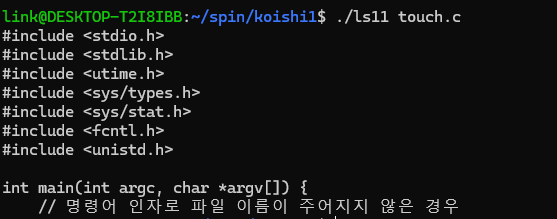 link@DESKTOP-T2I8IBB:~/spin/koishi1$ ./ls11 touch.c
#include <stdio.h>
#include <stdlib.h>
#include <utime.h>
#include <sys/types.h>
#include <sys/stat.h>
#include <fcntl.h>
#include <unistd.h>
int main(int argc, char *argv[]) {
// 명령어 인자로 파일 이름이 주어지지 않은 경우